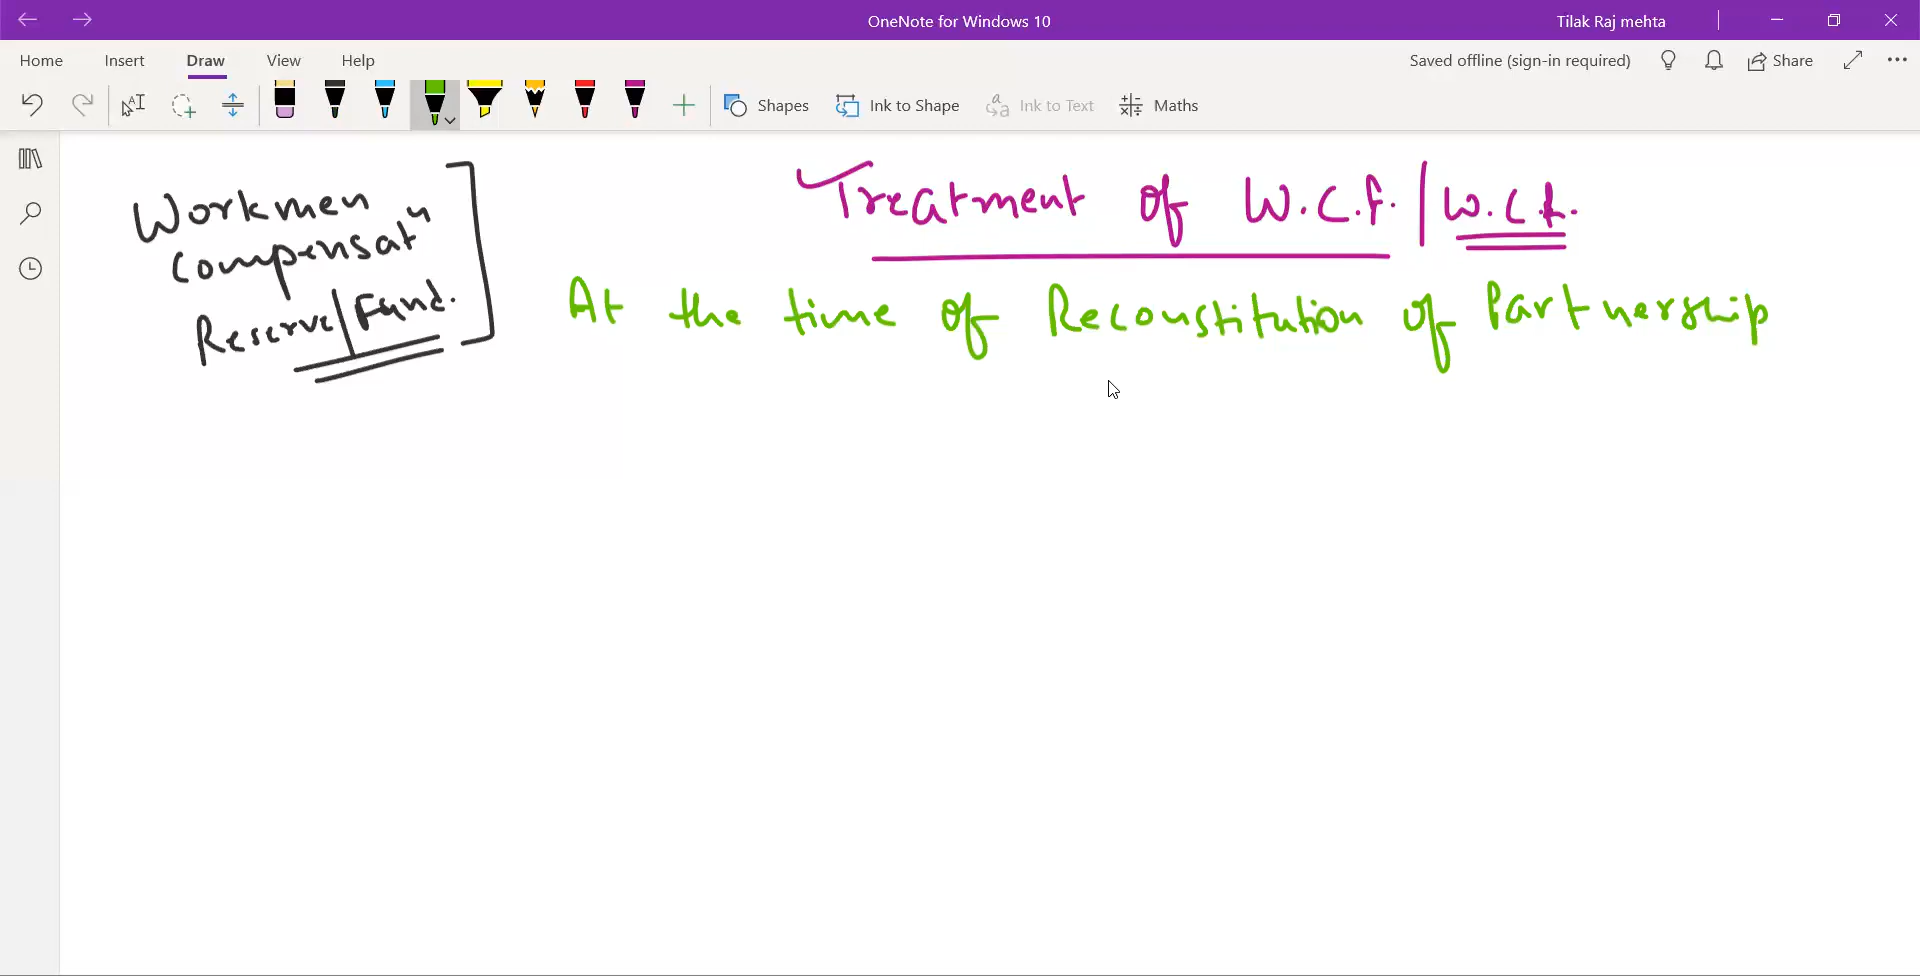 OneNote for Windows 10
Tilak Raj mehta
Home Insert Draw View Help
Saved offline (sign-in required)
Share
Shapes
Ink to Shape
Ink to Text
Maths
Treatment of W.C.F. | W.C.R.
Workmen
Compensatn
Reserve/Fund.
At the time of Reconstitution of Partnership